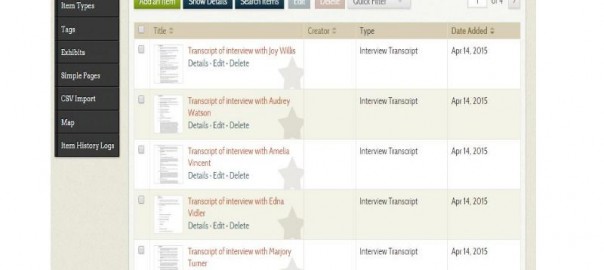 Item Types
Tags
Exhibits
Simple Pages
CSV Import
Map
Item History Logs
Add an Item Show Details Search Items Edit Delete Quick Filter 1 of 4
Title Creator Type Date Added
Transcript of interview with Joy Willis Interview Transcript Apr 14, 2015
Details - Edit - Delete
Transcript of interview with Audrey Interview Transcript Apr 14, 2015
Watson
Details - Edit - Delete
Transcript of interview with Amelia Interview Transcript Apr 14, 2015
Vincent
Details - Edit - Delete
Transcript of interview with Edna Interview Transcript Apr 14, 2015
Vidler
Details - Edit - Delete
Transcript of interview with Marjory Interview Transcript Apr 14, 2015
Turner